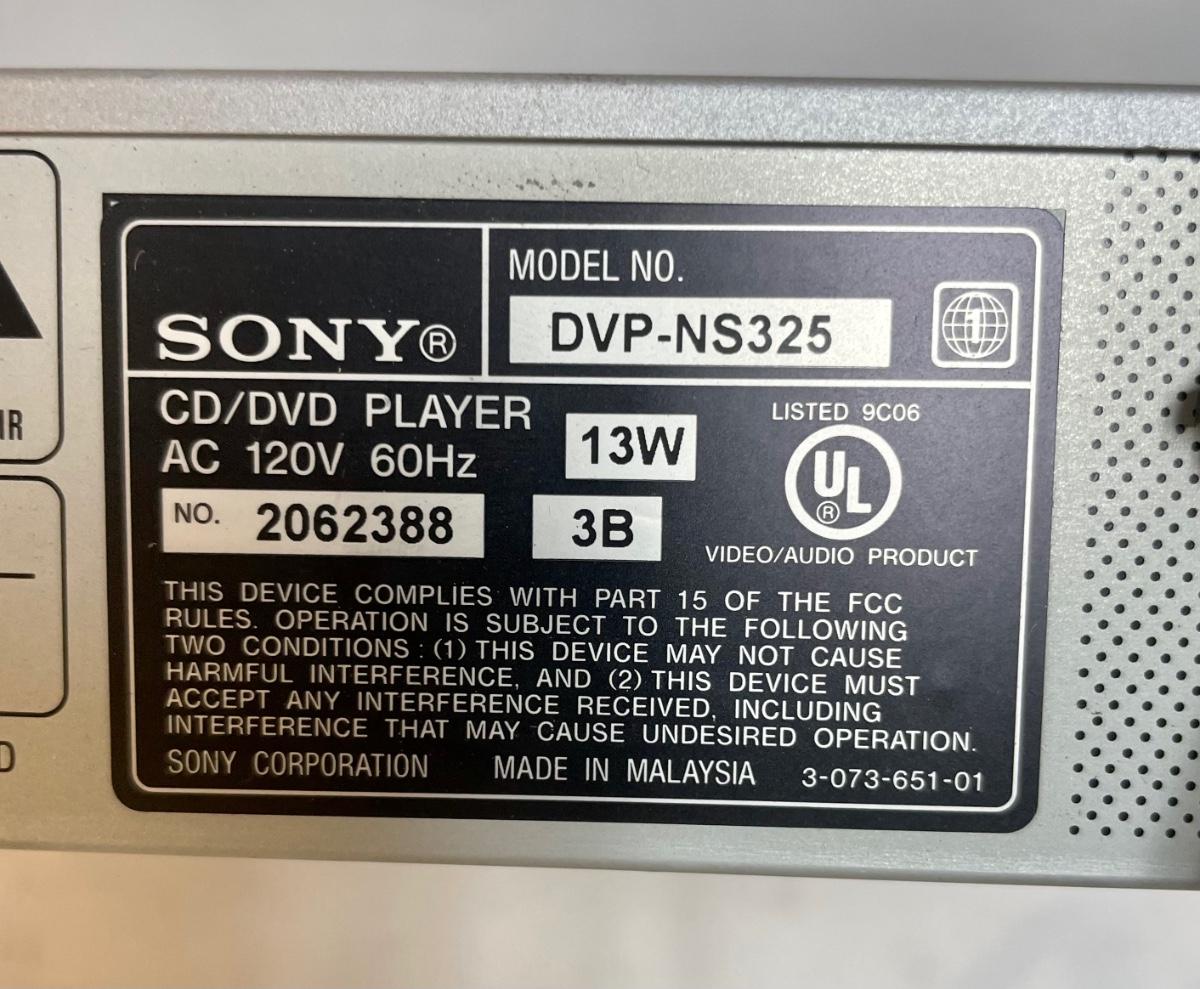 SONY®
MODEL NO.
DVP-NS325
1
CD/DVD PLAYER
AC 120V 60Hz
13W
NO. 2062388
3B
LISTED 9C06
UL®
VIDEO/AUDIO PRODUCT
THIS DEVICE COMPLIES WITH PART 15 OF THE FCC
RULES. OPERATION IS SUBJECT TO THE FOLLOWING
TWO CONDITIONS : (1) THIS DEVICE MAY NOT CAUSE
HARMFUL INTERFERENCE, AND (2) THIS DEVICE MUST
ACCEPT ANY INTERFERENCE RECEIVED, INCLUDING
INTERFERENCE THAT MAY CAUSE UNDESIRED OPERATION.
SONY CORPORATION MADE IN MALAYSIA 3-073-651-01